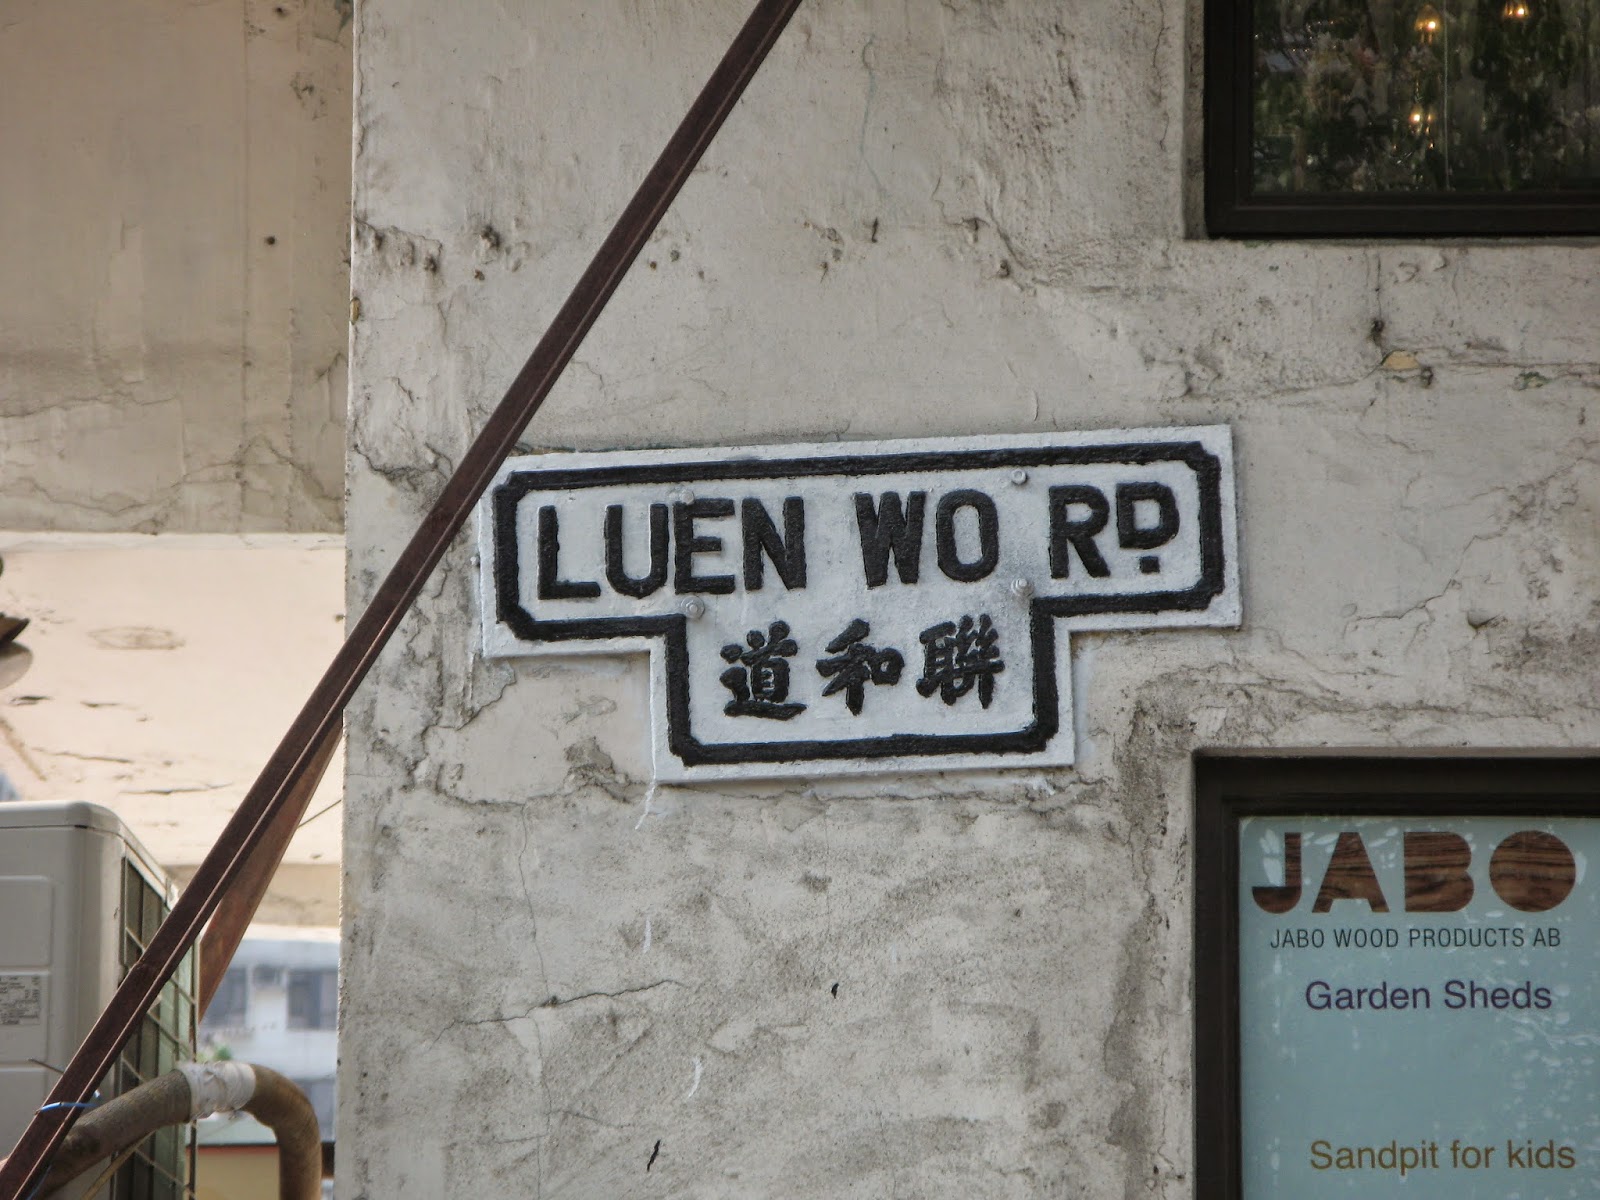 LUEN WO RD.
道和聯
JABO
JABO WOOD PRODUCTS AB
Garden Sheds
Sandpit for kids